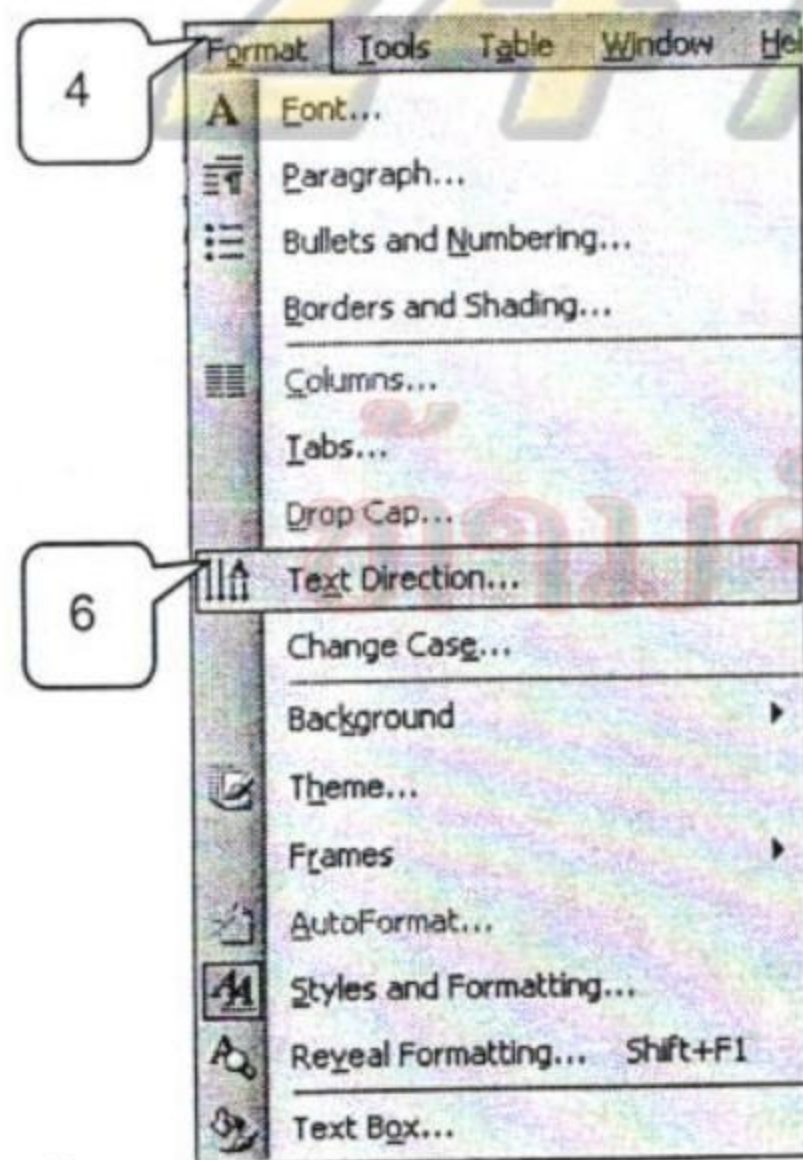 4
Format Tools Table Window Hel
Font...
Paragraph...
Bullets and Numbering...
Borders and Shading...
Columns...
Tabs...
Drop Cap...
6
Text Direction...
Change Case...
Background
Theme...
Frames
AutoFormat...
Styles and Formatting...
Reveal Formatting... Shift+F1
Text Box...